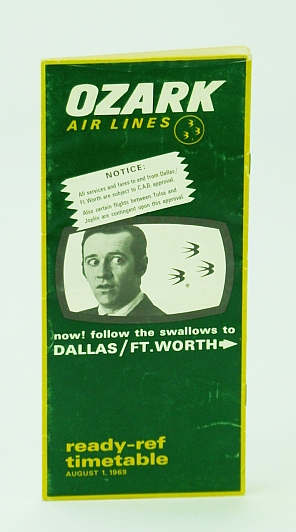 OZARK
AIR LINES
NOTICE:
All services and fares to and from Dallas/
Ft. Worth are subject to C.A.B. approval.
Also certain flights between Tulsa and
Joplin are contingent upon this approval.
®
now! follow the swallows to
DALLAS/FT.WORTH
ready-ref
timetable
AUGUST 1, 1969